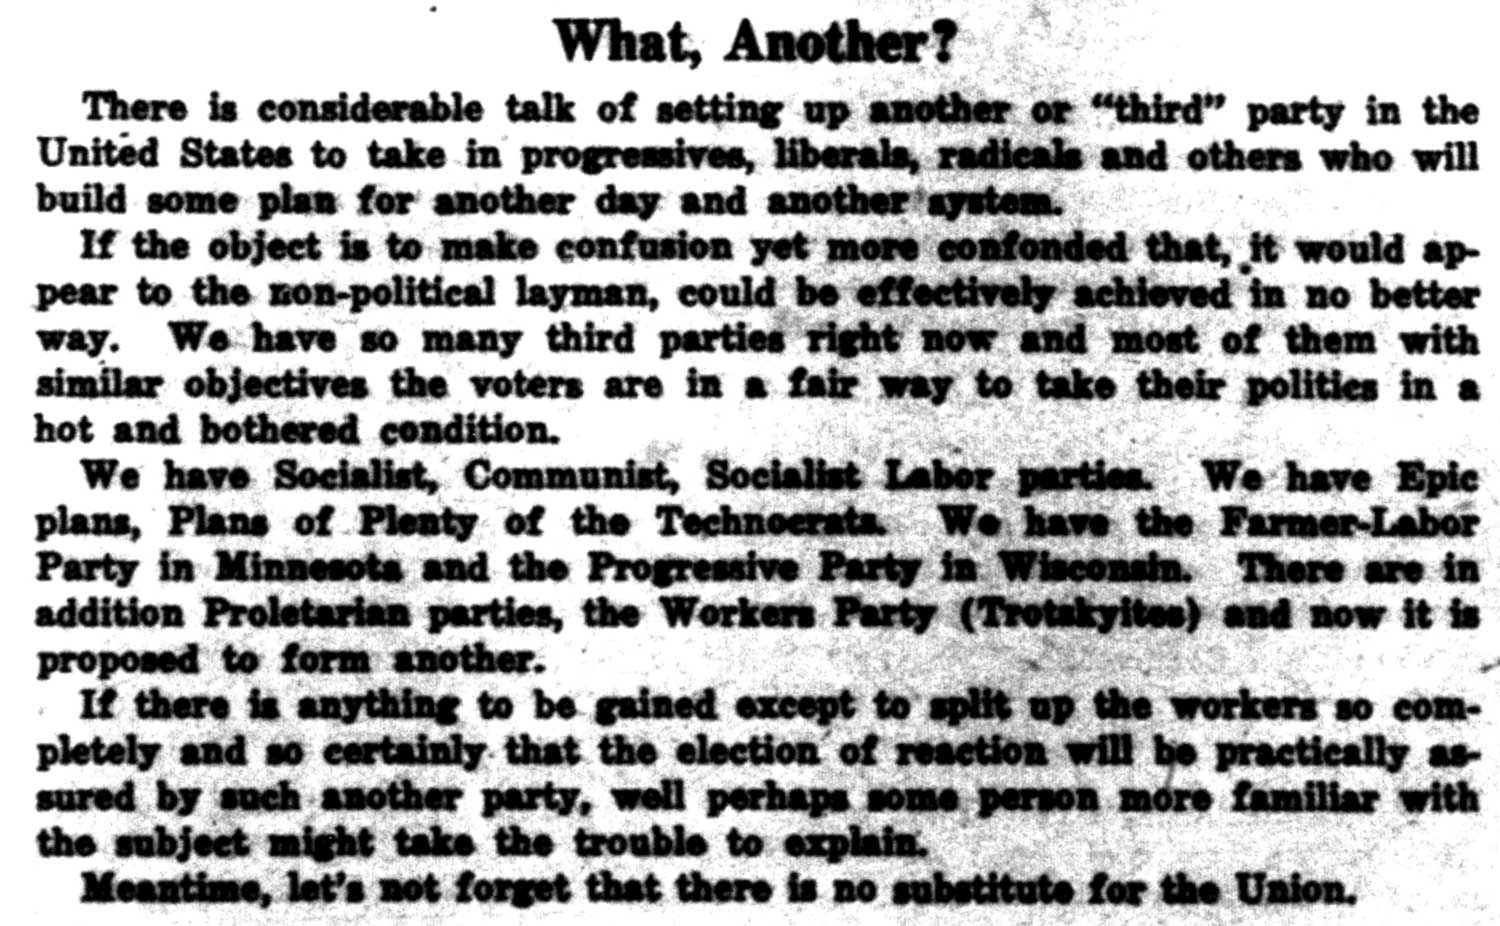 What, Another?
There is considerable talk of setting up another or “third” party in the
United States to take in progressives, liberals, radicals and others who will
build some plan for another day and another system.
If the object is to make confusion yet more confonded that, it would ap-
pear to the non-political layman, could be effectively achieved in no better
way. We have so many third parties right now and most of them with
similar objectives the voters are in a fair way to take their politics in a
hot and bothered condition.
We have Socialist, Communist, Socialist Labor parties. We have Epic
plans, Plans of Plenty of the Technocrats. We have the Farmer-Labor
Party in Minnesota and the Progressive Party in Wisconsin. There are in
addition Proletarian parties, the Workers Party (Trotskyites) and now it is
proposed to form another.
If there is anything to be gained except to split up the workers so com-
pletely and so certainly that the election of reaction will be practically as-
sured by such another party, well perhaps some person more familiar with
the subject might take the trouble to explain.
Meantime, let's not forget that there is no substitute for the Union.